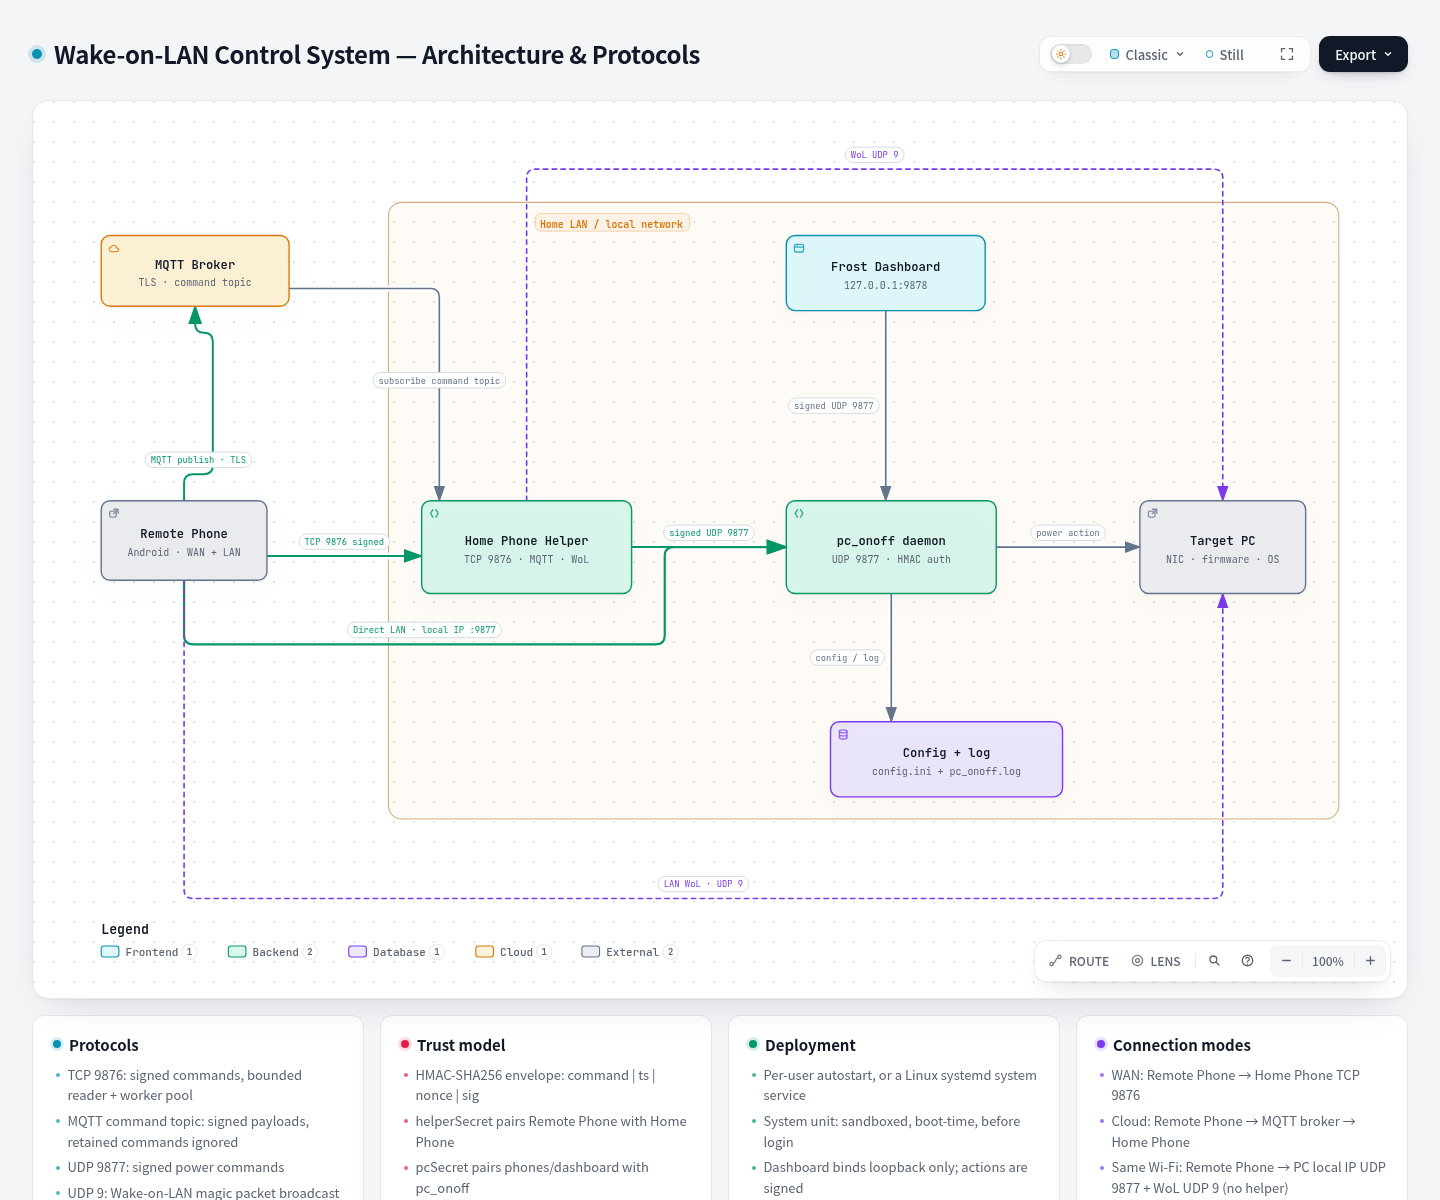 Wake-on-LAN Control System — Architecture & Protocols
Classic
Still
Export
WoL UDP 9
Home LAN / local network
MQTT Broker
TLS · command topic
Frost Dashboard
127.0.0.1:9878
subscribe command topic
signed UDP 9877
MQTT publish · TLS
Remote Phone
Android · WAN + LAN
TCP 9876 signed
Home Phone Helper
TCP 9876 · MQTT · WoL
signed UDP 9877
pc_onoff daemon
UDP 9877 · HMAC auth
power action
Target PC
NIC · firmware · OS
Direct LAN · local IP :9877
config / log
Config + log
config.ini + pc_onoff.log
LAN WoL · UDP 9
Legend
Frontend 1
Backend 2
Database 1
Cloud 1
External 2
ROUTE
LENS
100%
Protocols
TCP 9876: signed commands, bounded
reader + worker pool
MQTT command topic: signed payloads,
retained commands ignored
UDP 9877: signed power commands
UDP 9: Wake-on-LAN magic packet broadcast
Trust model
HMAC-SHA256 envelope: command | ts |
nonce | sig
helperSecret pairs Remote Phone with Home
Phone
pcSecret pairs phones/dashboard with
pc_onoff
Deployment
Per-user autostart, or a Linux systemd system
service
System unit: sandboxed, boot-time, before
login
Dashboard binds loopback only; actions are
signed
Connection modes
WAN: Remote Phone → Home Phone TCP
9876
Cloud: Remote Phone → MQTT broker →
Home Phone
Same Wi-Fi: Remote Phone → PC local IP UDP
9877 + WoL UDP 9 (no helper)